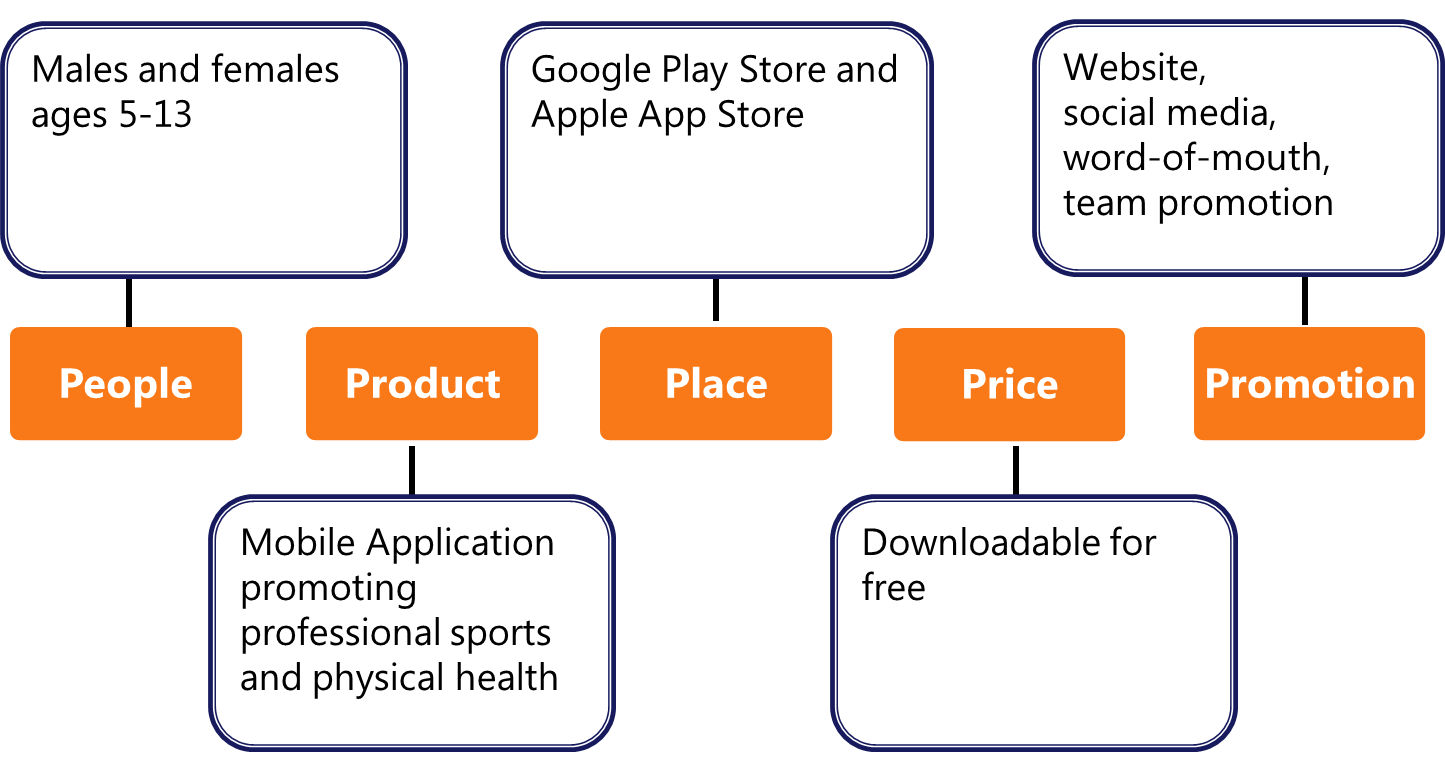 Males and females
ages 5-13
Google Play Store and
Apple App Store
Website,
social media,
word-of-mouth,
team promotion
People
Product
Place
Price
Promotion
Mobile Application
promoting
professional sports
and physical health
Downloadable for
free